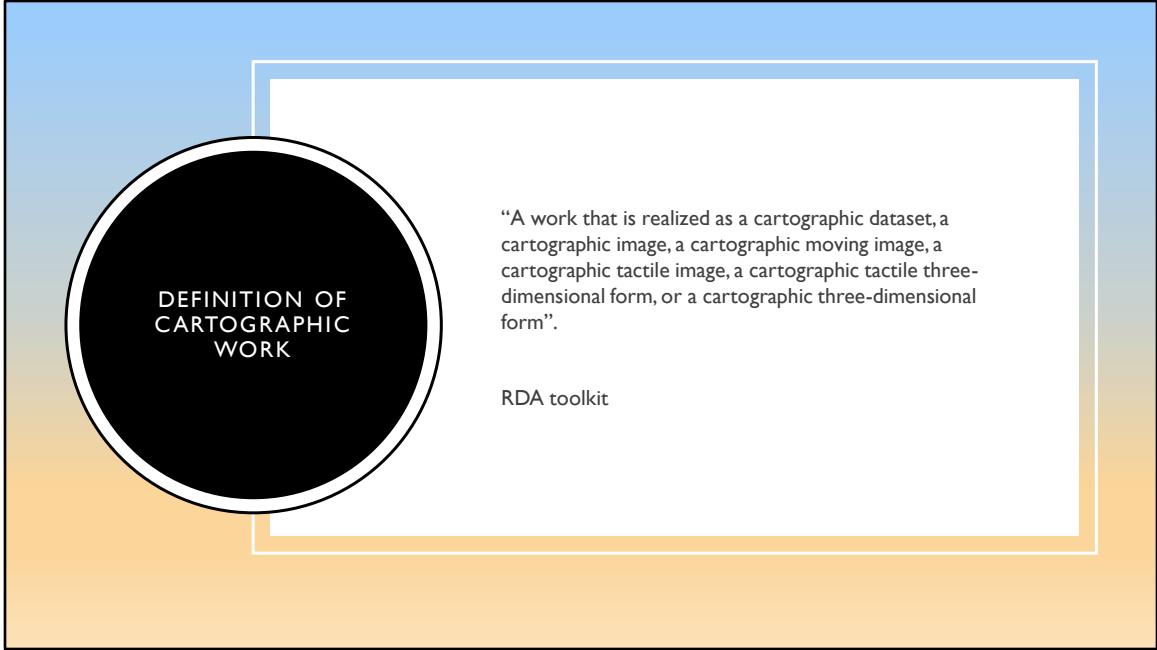 DEFINITION OF
CARTOGRAPHIC
WORK
“A work that is realized as a cartographic dataset, a
cartographic image, a cartographic moving image, a
cartographic tactile image, a cartographic tactile three-
dimensional form, or a cartographic three-dimensional
form”.
RDA toolkit